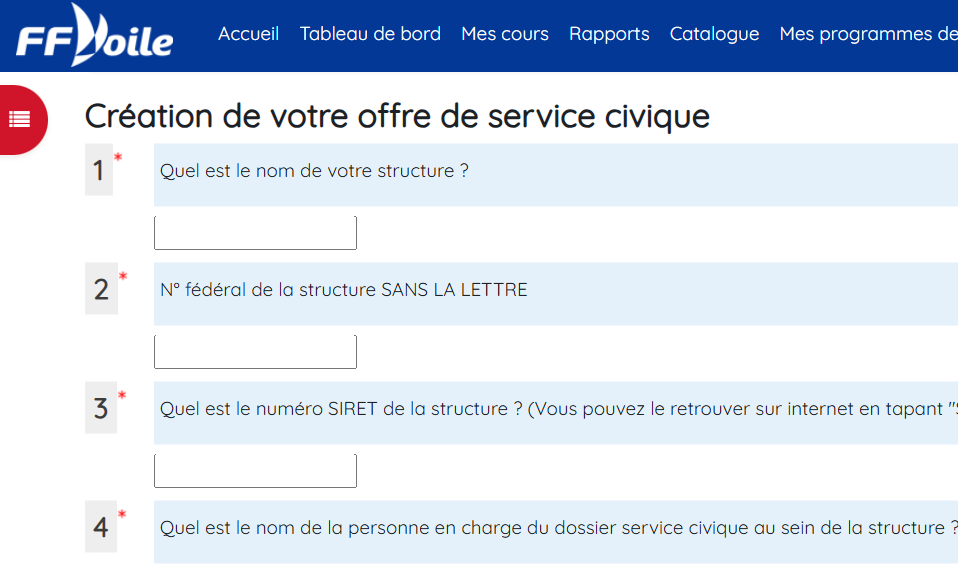 FFVoile
Accueil Tableau de bord Mes cours Rapports Catalogue Mes programmes de
Création de votre offre de service civique
1 * Quel est le nom de votre structure ?
2 * N° fédéral de la structure SANS LA LETTRE
3 * Quel est le numéro SIRET de la structure ? (Vous pouvez le retrouver sur internet en tapant "S
4 * Quel est le nom de la personne en charge du dossier service civique au sein de la structure ?